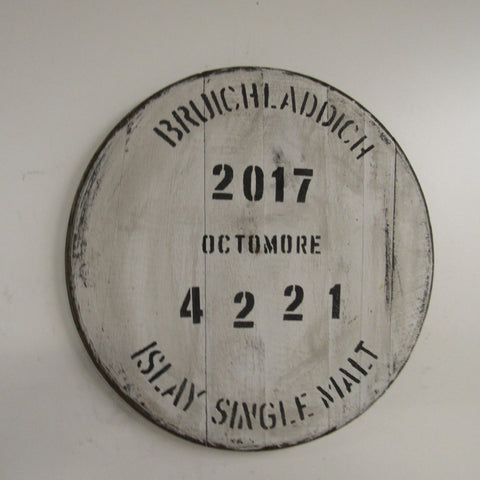 BRUICHLADDICH
2017
OCTOMORE
4 2 2 1
ISLAY SINGLE MALT